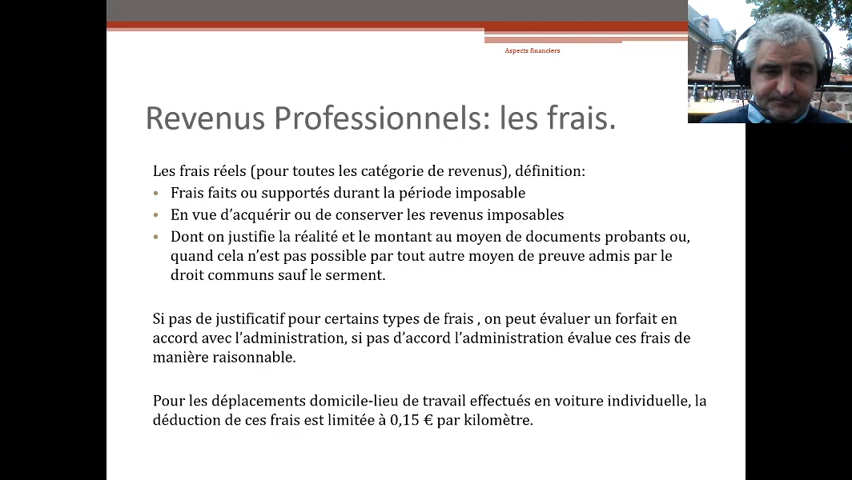 Aspects financiers
Revenus Professionnels: les frais.
Les frais réels (pour toutes les catégorie de revenus), définition:
• Frais faits ou supportés durant la période imposable
• En vue d’acquérir ou de conserver les revenus imposables
• Dont on justifie la réalité et le montant au moyen de documents probants ou,
quand cela n’est pas possible par tout autre moyen de preuve admis par le
droit communs sauf le serment.
Si pas de justificatif pour certains types de frais , on peut évaluer un forfait en
accord avec l’administration, si pas d’accord l’administration évalue ces frais de
manière raisonnable.
Pour les déplacements domicile-lieu de travail effectués en voiture individuelle, la
déduction de ces frais est limitée à 0,15 € par kilomètre.